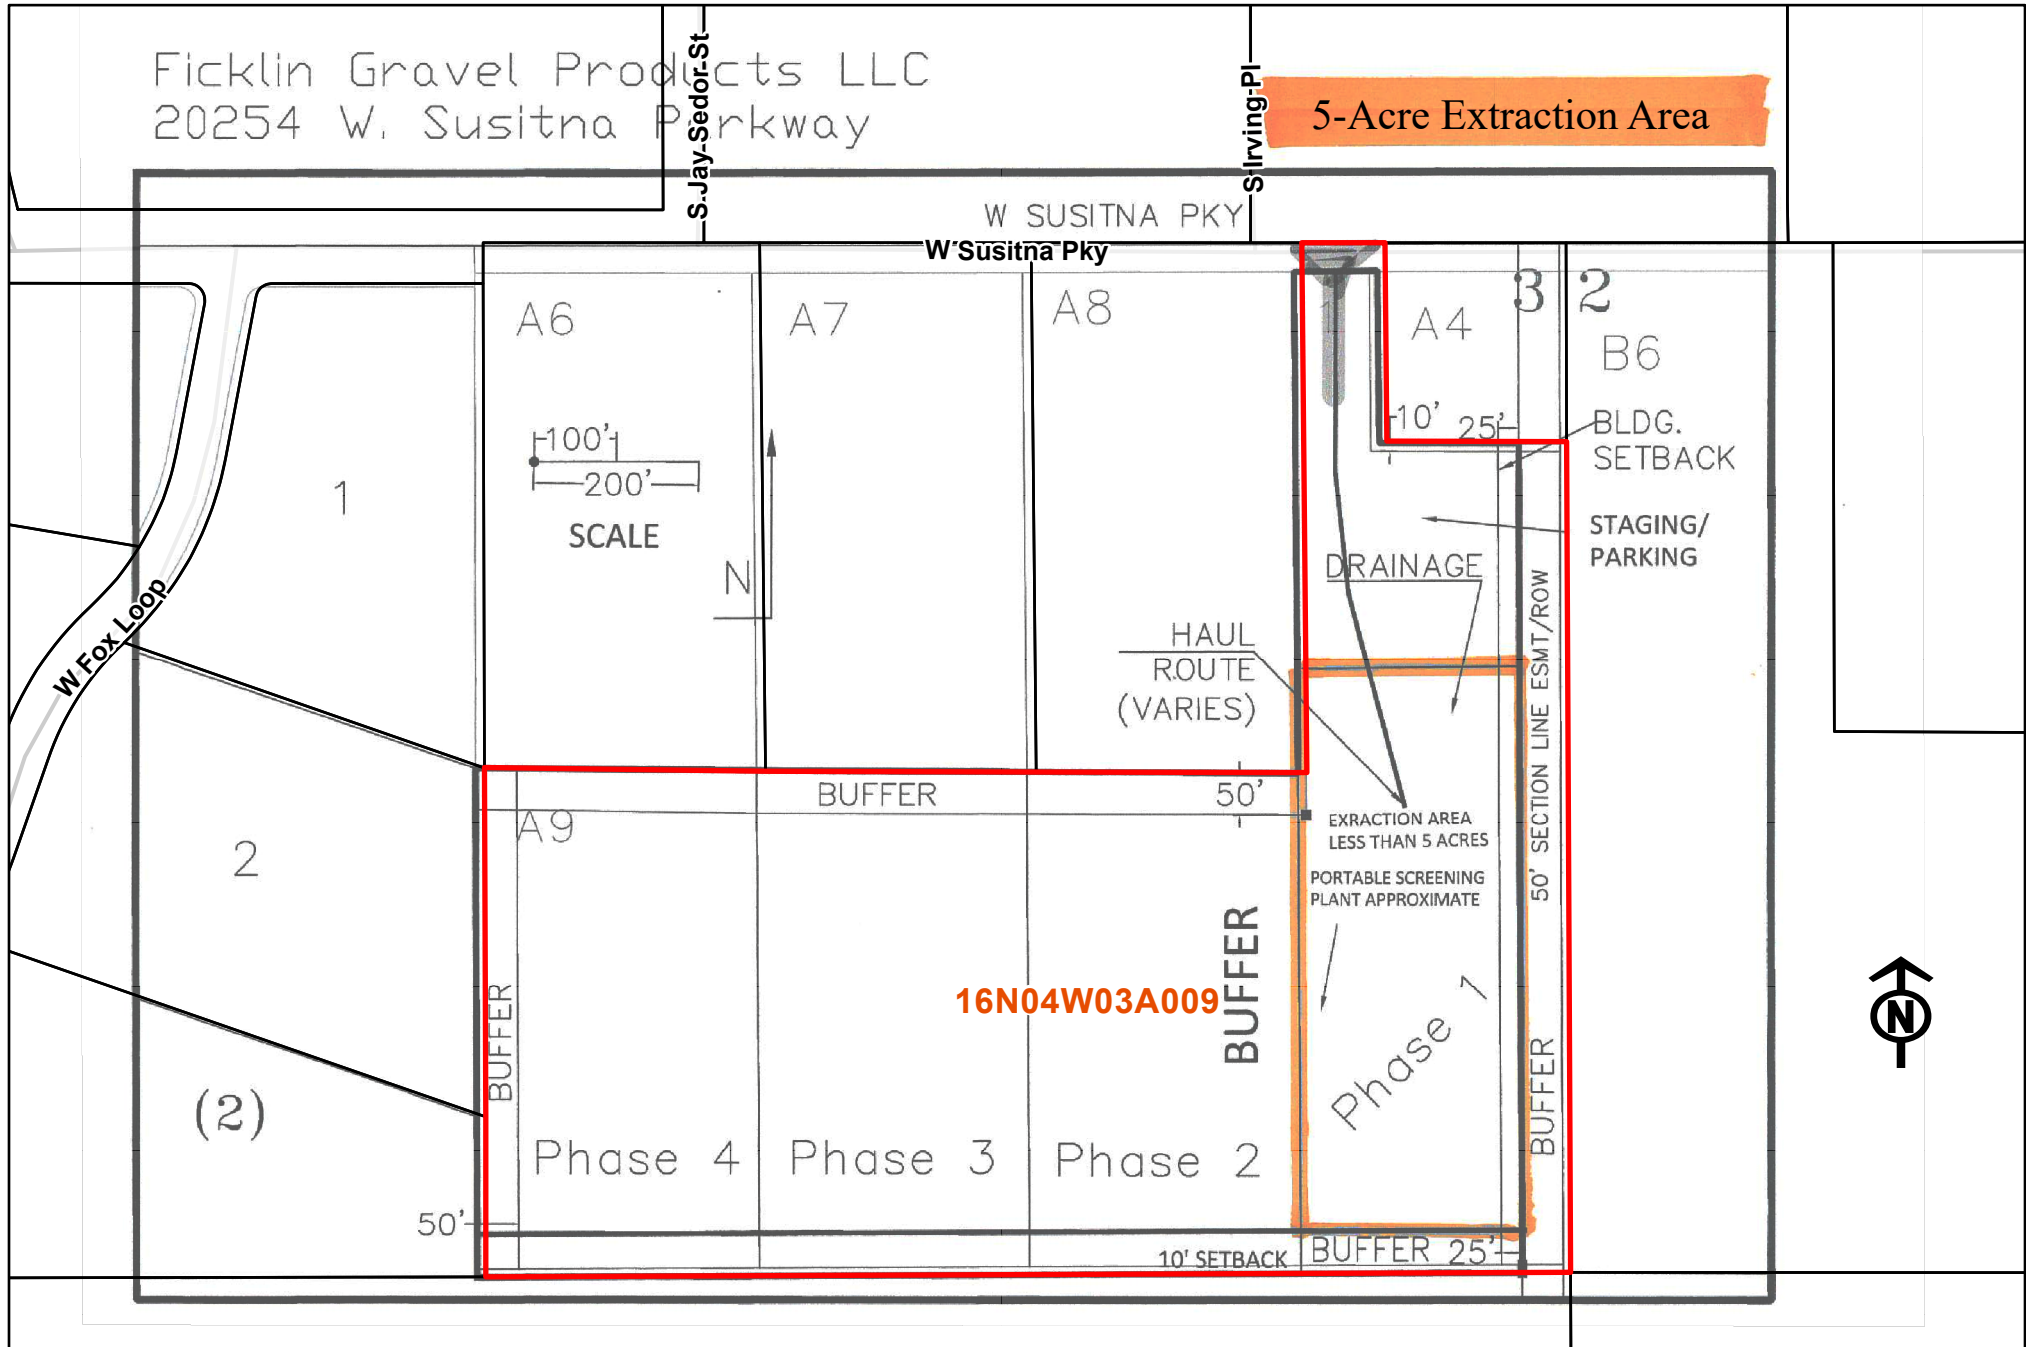 Ficklin Gravel Products LLC
20254 W. Susitna Parkway
S Jay Sedor St
S Irving Pl
5-Acre Extraction Area
W SUSITNA PKY
W Susitna Pky
A6
A7
A8
A4
3 2
B6
100'
200'
SCALE
N
10'
25'
BLDG.
SETBACK
STAGING/
PARKING
DRAINAGE
1
W Fox Loop
HAUL
ROUTE
(VARIES)
50' SECTION LINE ESMT/ROW
BUFFER
50'
A9
EXRACTION AREA
LESS THAN 5 ACRES
2
PORTABLE SCREENING
PLANT APPROXIMATE
BUFFER
16N04W03A009
BUFFER
Phase 1
BUFFER
N
(2)
Phase 4
Phase 3
Phase 2
50'
10' SETBACK
BUFFER 25'